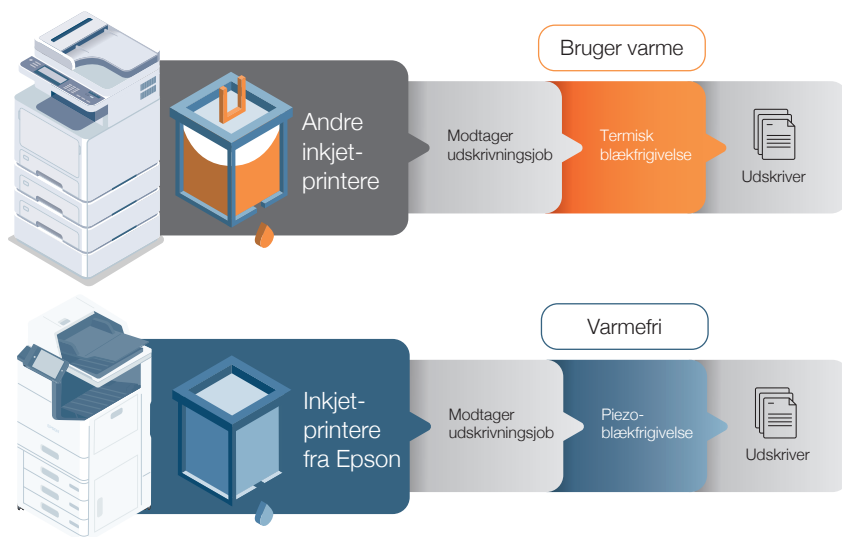 Bruger varme
Andre
inkjet-
printere
Modtager
udskrivningsjob
Termisk
blækfrigivelse
Udskriver
Varmefri
Inkjet-
printere
fra Epson
Modtager
udskrivningsjob
Piezo-
blækfrigivelse
Udskriver